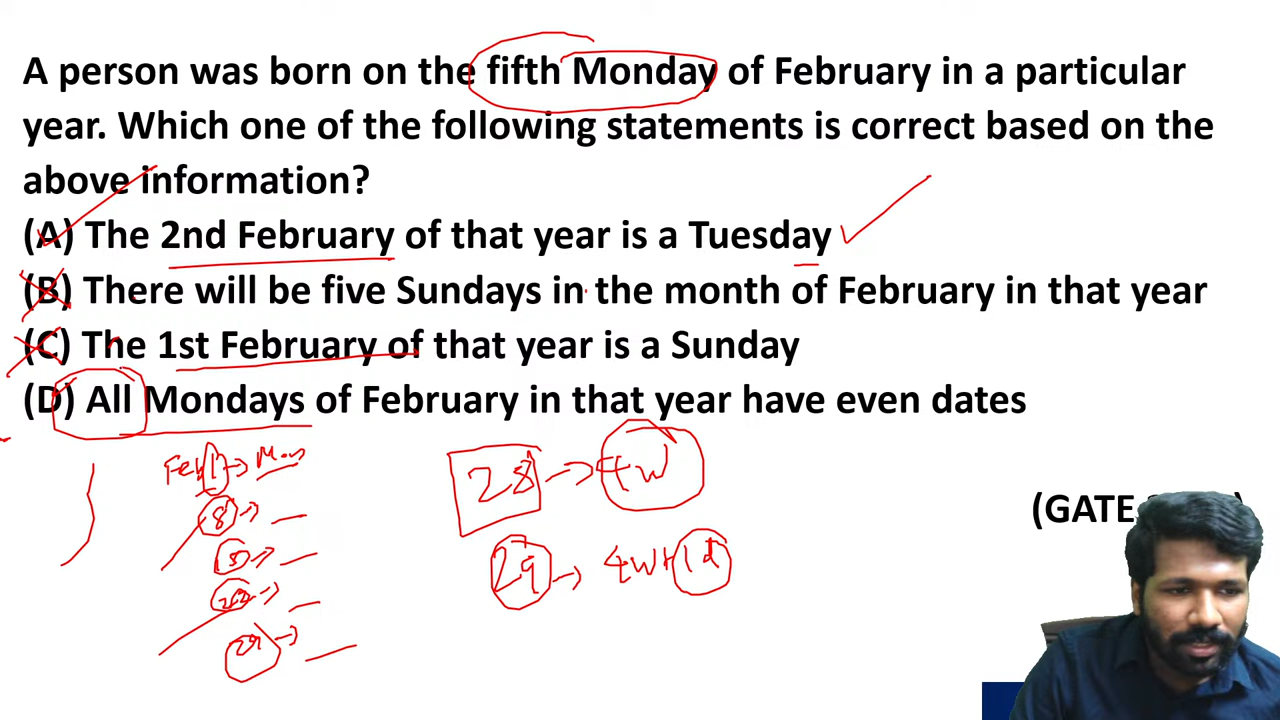 A person was born on the fifth Monday of February in a particular
year. Which one of the following statements is correct based on the
above information?
(A) The 2nd February of that year is a Tuesday
(B) There will be five Sundays in the month of February in that year
(C) The 1st February of that year is a Sunday
(D) All Mondays of February in that year have even dates
Feb 1 → Mon
28 → 4W
8 →
(GATE
29 → 4W+1d
22 →
29 →